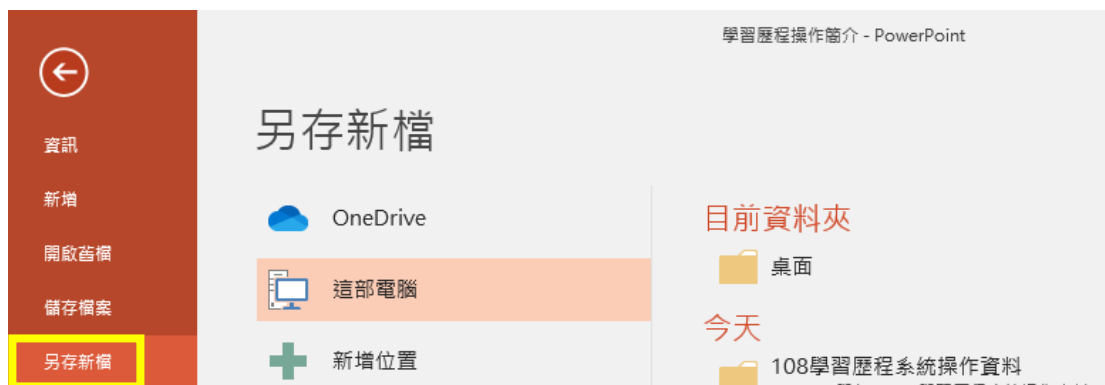 學習歷程操作簡介 - PowerPoint
另存新檔
資訊
新增
開啟舊檔
儲存檔案
另存新檔
OneDrive
這部電腦
新增位置
目前資料夾
桌面
今天
108學習歷程系統操作資料